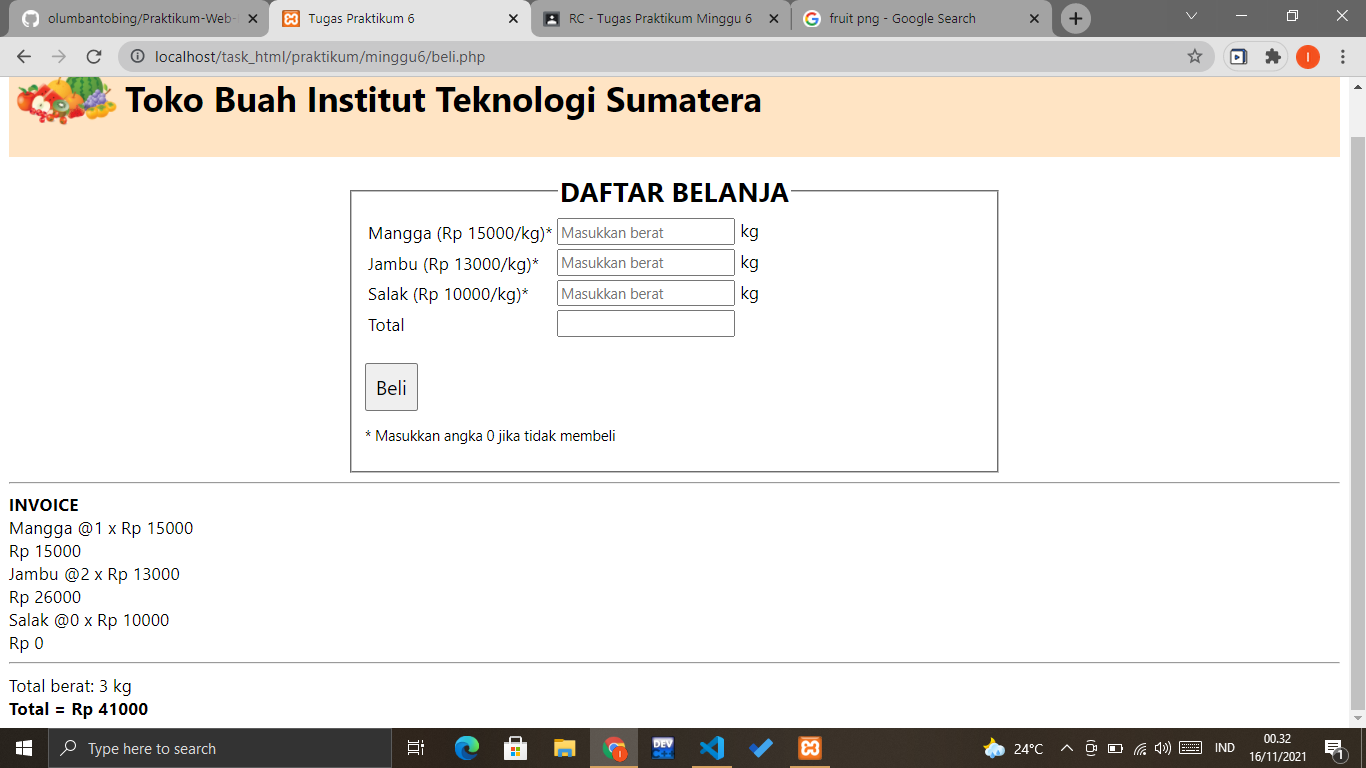 olumbantobing/Praktikum-Web-
Tugas Praktikum 6
RC - Tugas Praktikum Minggu 6
fruit png - Google Search
localhost/task_html/praktikum/minggu6/beli.php
I
Toko Buah Institut Teknologi Sumatera
DAFTAR BELANJA
Mangga (Rp 15000/kg)* Masukkan berat kg
Jambu (Rp 13000/kg)* Masukkan berat kg
Salak (Rp 10000/kg)* Masukkan berat kg
Total
Beli
* Masukkan angka 0 jika tidak membeli
INVOICE
Mangga @1 x Rp 15000
Rp 15000
Jambu @2 x Rp 13000
Rp 26000
Salak @0 x Rp 10000
Rp 0
Total berat: 3 kg
Total = Rp 41000
Type here to search
DEV
24°C
IND
00.32
16/11/2021
1